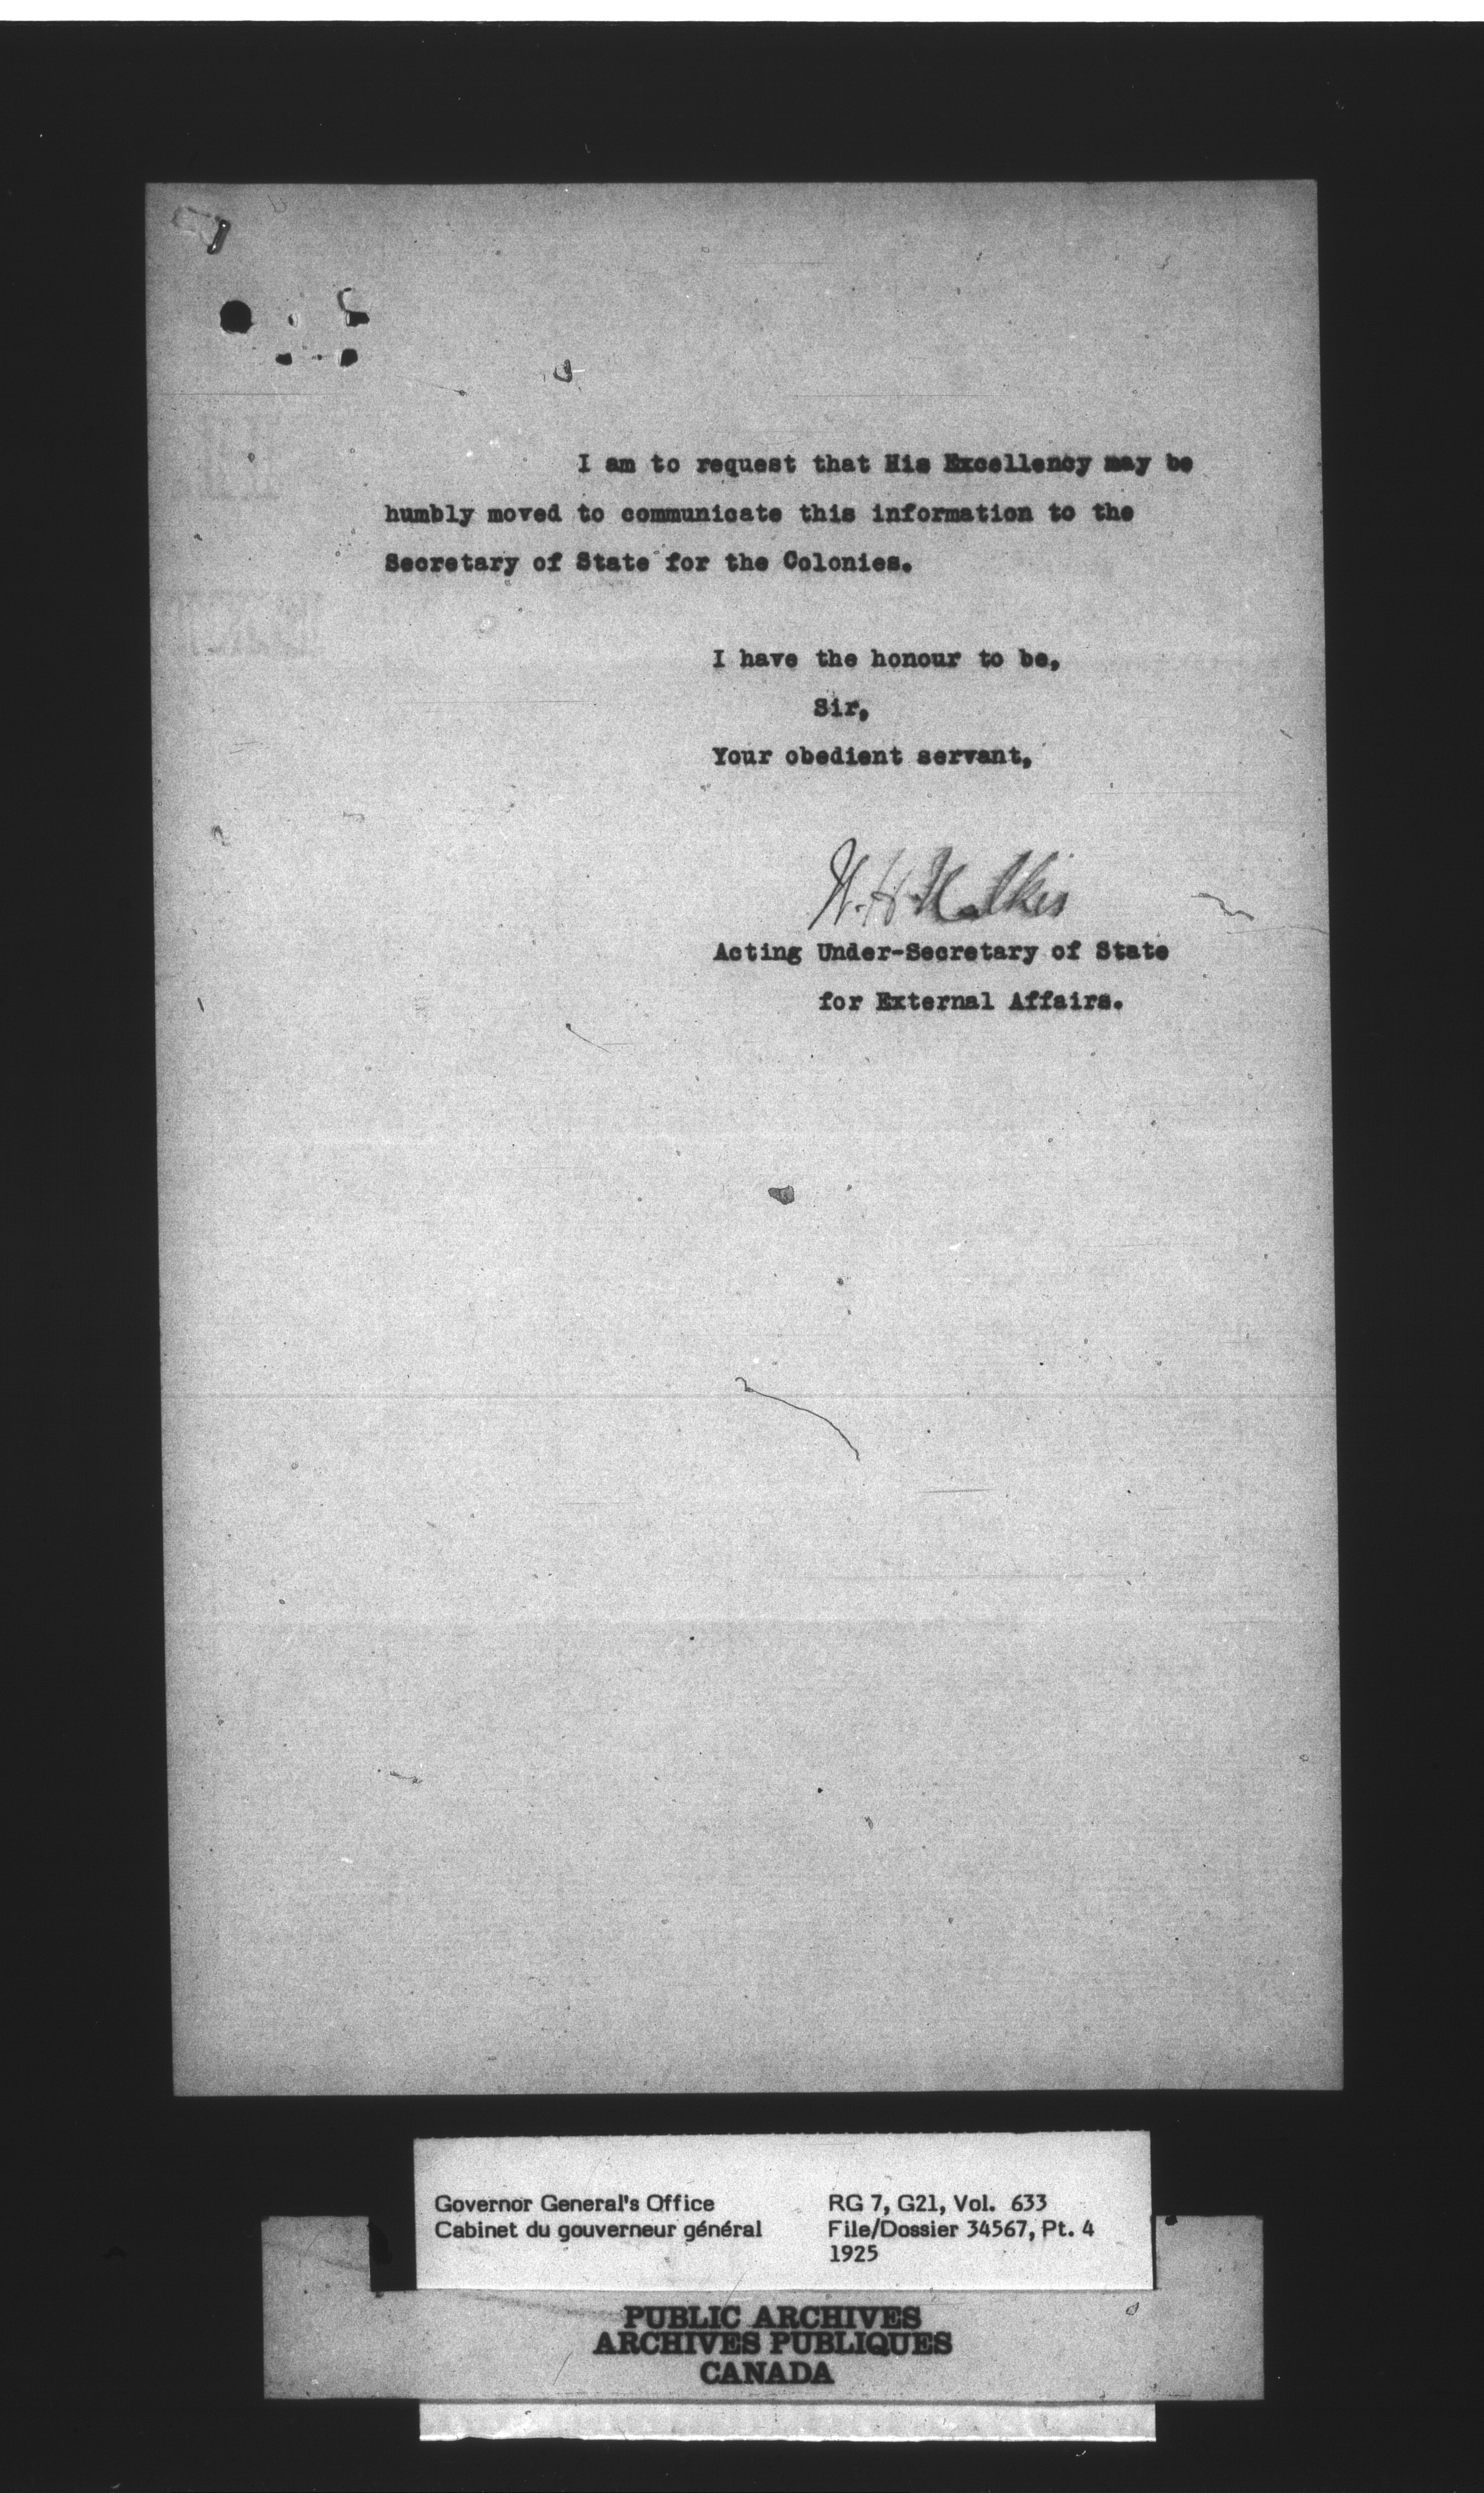 I am to request that His Excellency may be
humbly moved to communicate this information to the
Secretary of State for the Colonies.
I have the honour to be,
Sir,
Your obedient servant,
W. H. Walker
Acting Under-Secretary of State
for External Affairs.
Governor General's Office
Cabinet du gouverneur général
RG 7, G21, Vol. 633
File/Dossier 34567, Pt. 4
1925
PUBLIC ARCHIVES
ARCHIVES PUBLIQUES
CANADA